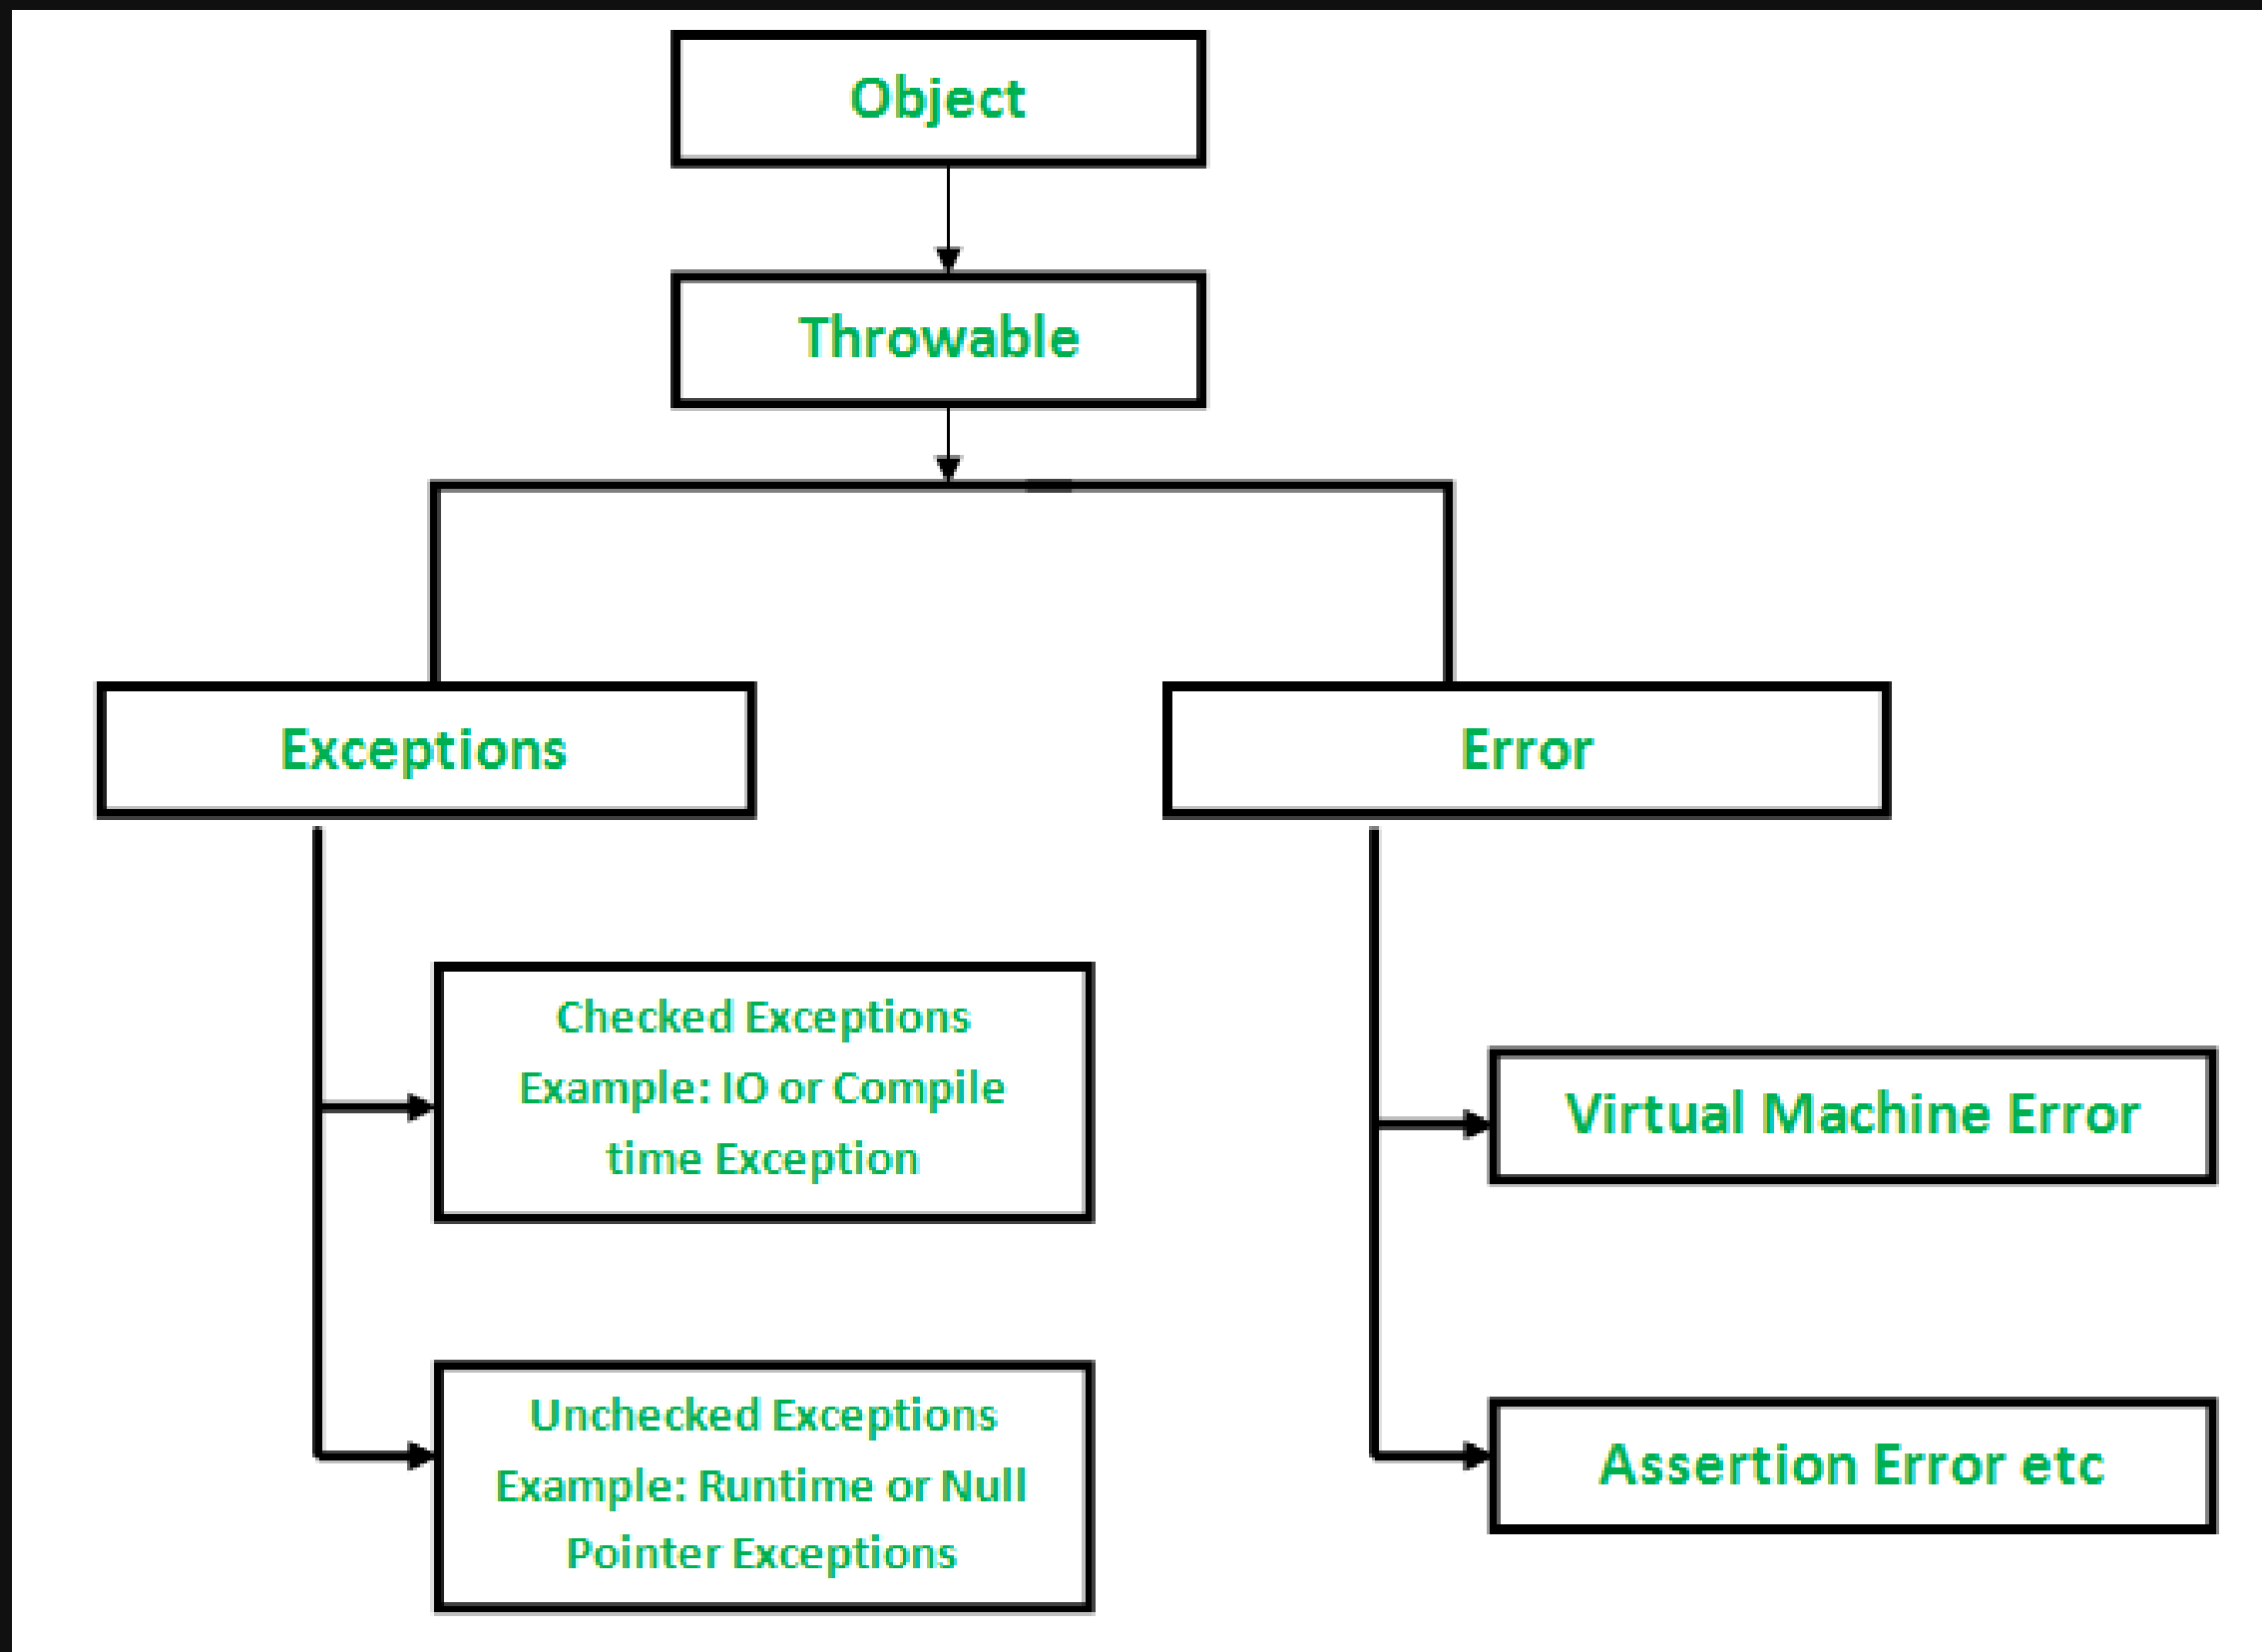 Object
Throwable
Exceptions
Error
Checked Exceptions
Example: IO or Compile
time Exception
Virtual Machine Error
Unchecked Exceptions
Example: Runtime or Null
Pointer Exceptions
Assertion Error etc